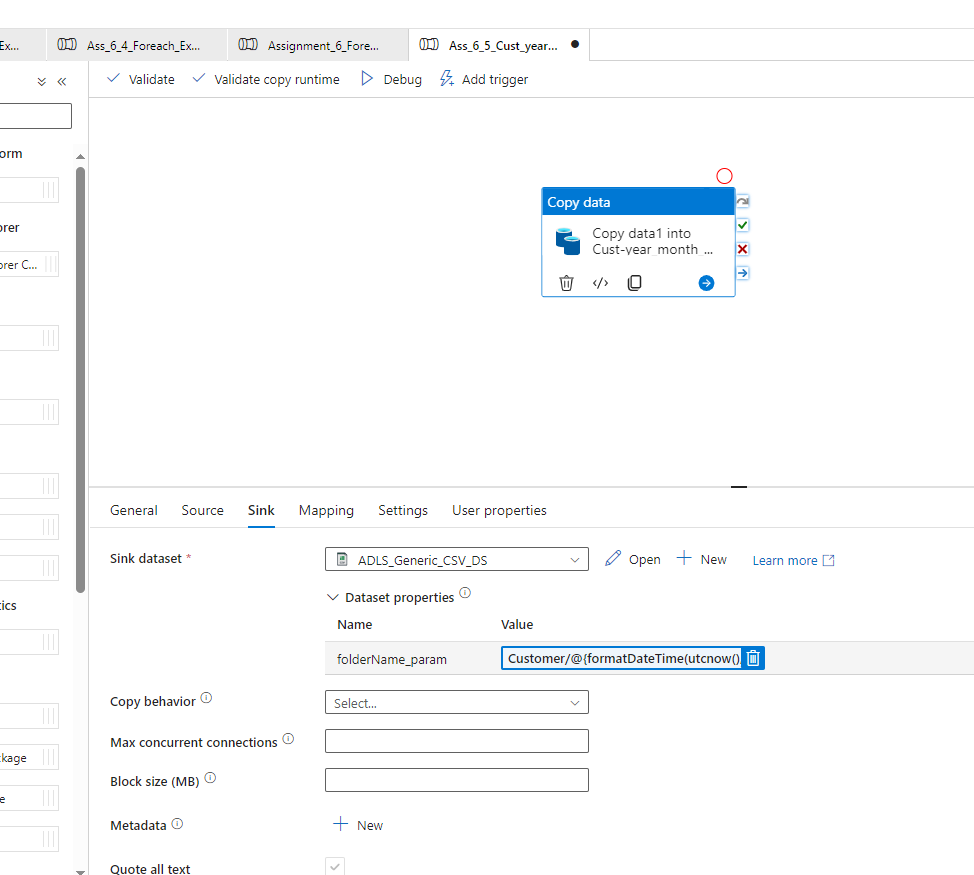 Ex...
Ass_6_4_Foreach_Ex...
Assignment_6_Fore...
Ass_6_5_Cust_year...
Validate
Validate copy runtime
Debug
Add trigger
orm
rer
orer C...
tics
kage
e
Copy data
Copy data1 into
Cust-year_month_...
General
Source
Sink
Mapping
Settings
User properties
Sink dataset *
ADLS_Generic_CSV_DS
Open
New
Learn more
Dataset properties
Name
Value
folderName_param
Customer/@{formatDateTime(utcnow(),
Copy behavior
Select...
Max concurrent connections
Block size (MB)
Metadata
New
Quote all text